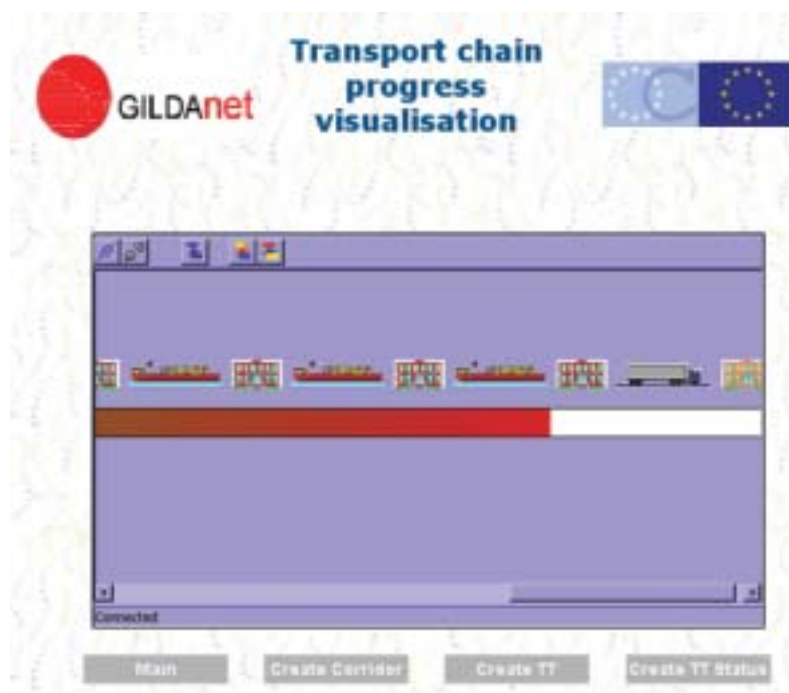 Transport chain
progress
visualisation
GILDAnet
Connected
Main
Create Corridor
Create TT
Create TT Status